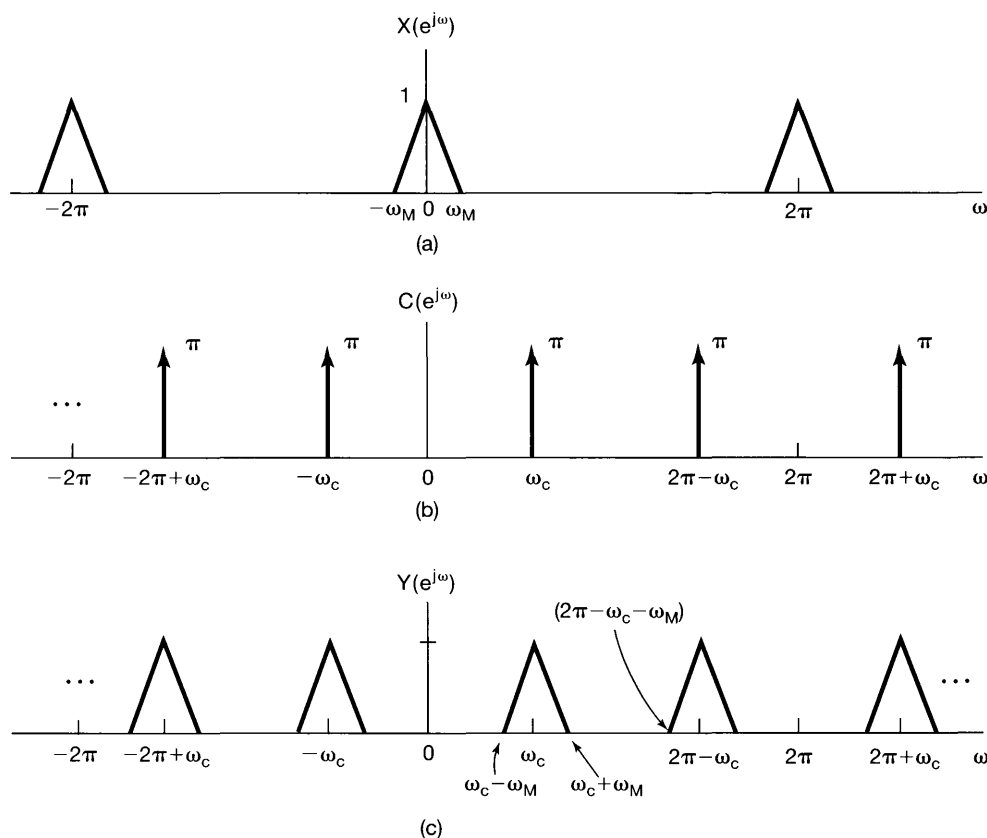 X(e^{jω})
1
−2π −ω_M 0 ω_M 2π ω
(a)
C(e^{jω})
π π π π π
...
−2π −2π+ω_c −ω_c 0 ω_c 2π−ω_c 2π 2π+ω_c ω
(b)
Y(e^{jω})
(2π−ω_c−ω_M)
... ...
−2π −2π+ω_c −ω_c 0 ω_c 2π−ω_c 2π 2π+ω_c ω
ω_c−ω_M ω_c+ω_M
(c)